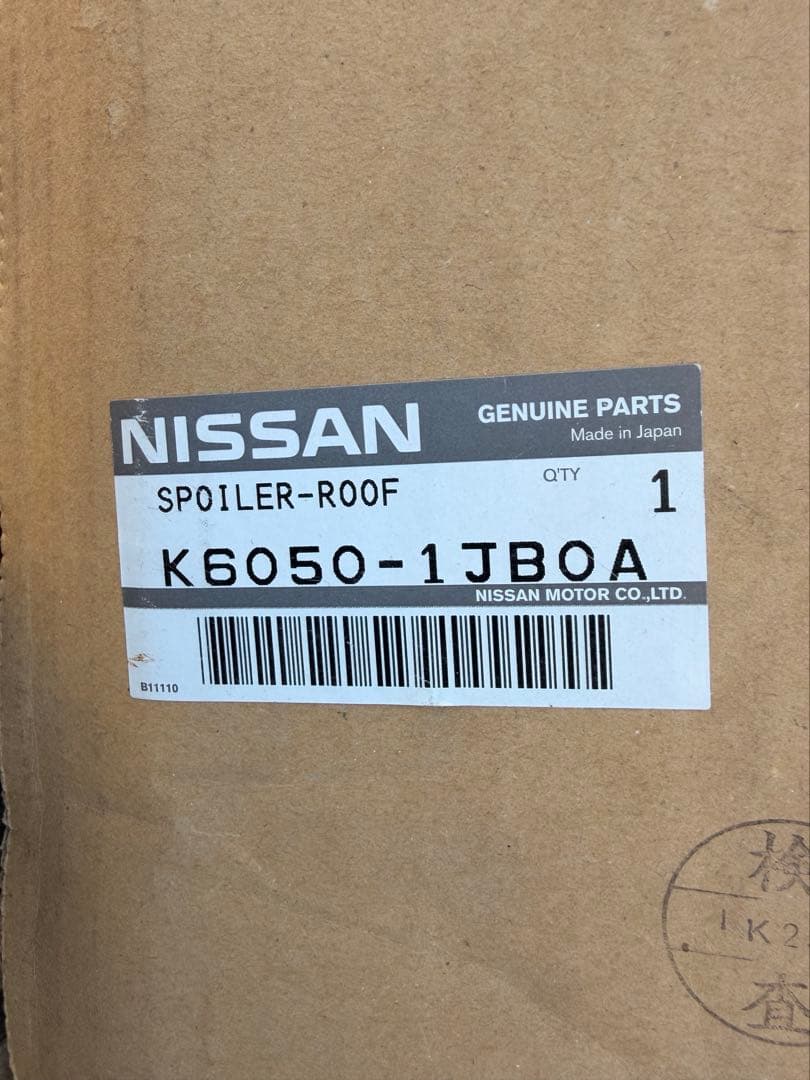 NISSAN
GENUINE PARTS
Made in Japan
SPOILER-ROOF
Q'TY
1
K6050-1JB0A
NISSAN MOTOR CO.,LTD.
B11110
検
K2
査